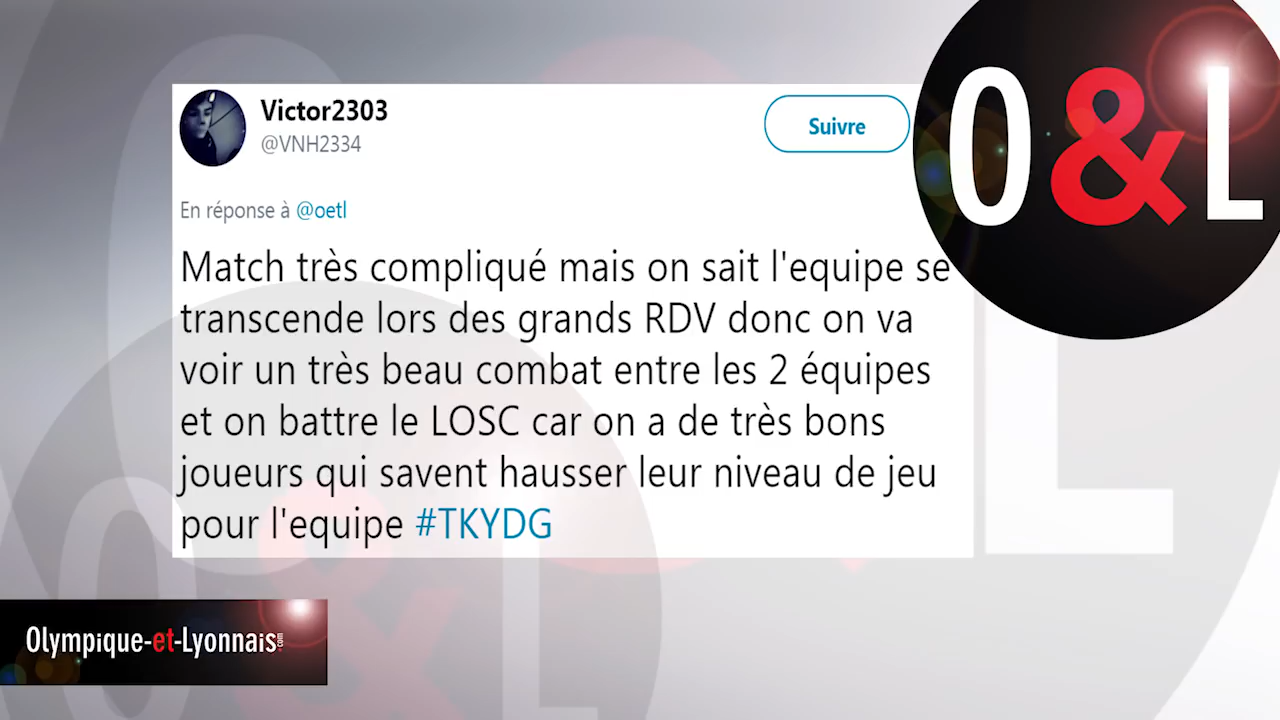 Victor2303
@VNH2334
Suivre
En réponse à @oetl
Match très compliqué mais on sait l'equipe se
transcende lors des grands RDV donc on va
voir un très beau combat entre les 2 équipes
et on battre le LOSC car on a de très bons
joueurs qui savent hausser leur niveau de jeu
pour l'equipe #TKYDG
O&L
Olympique-et-Lyonnais.com